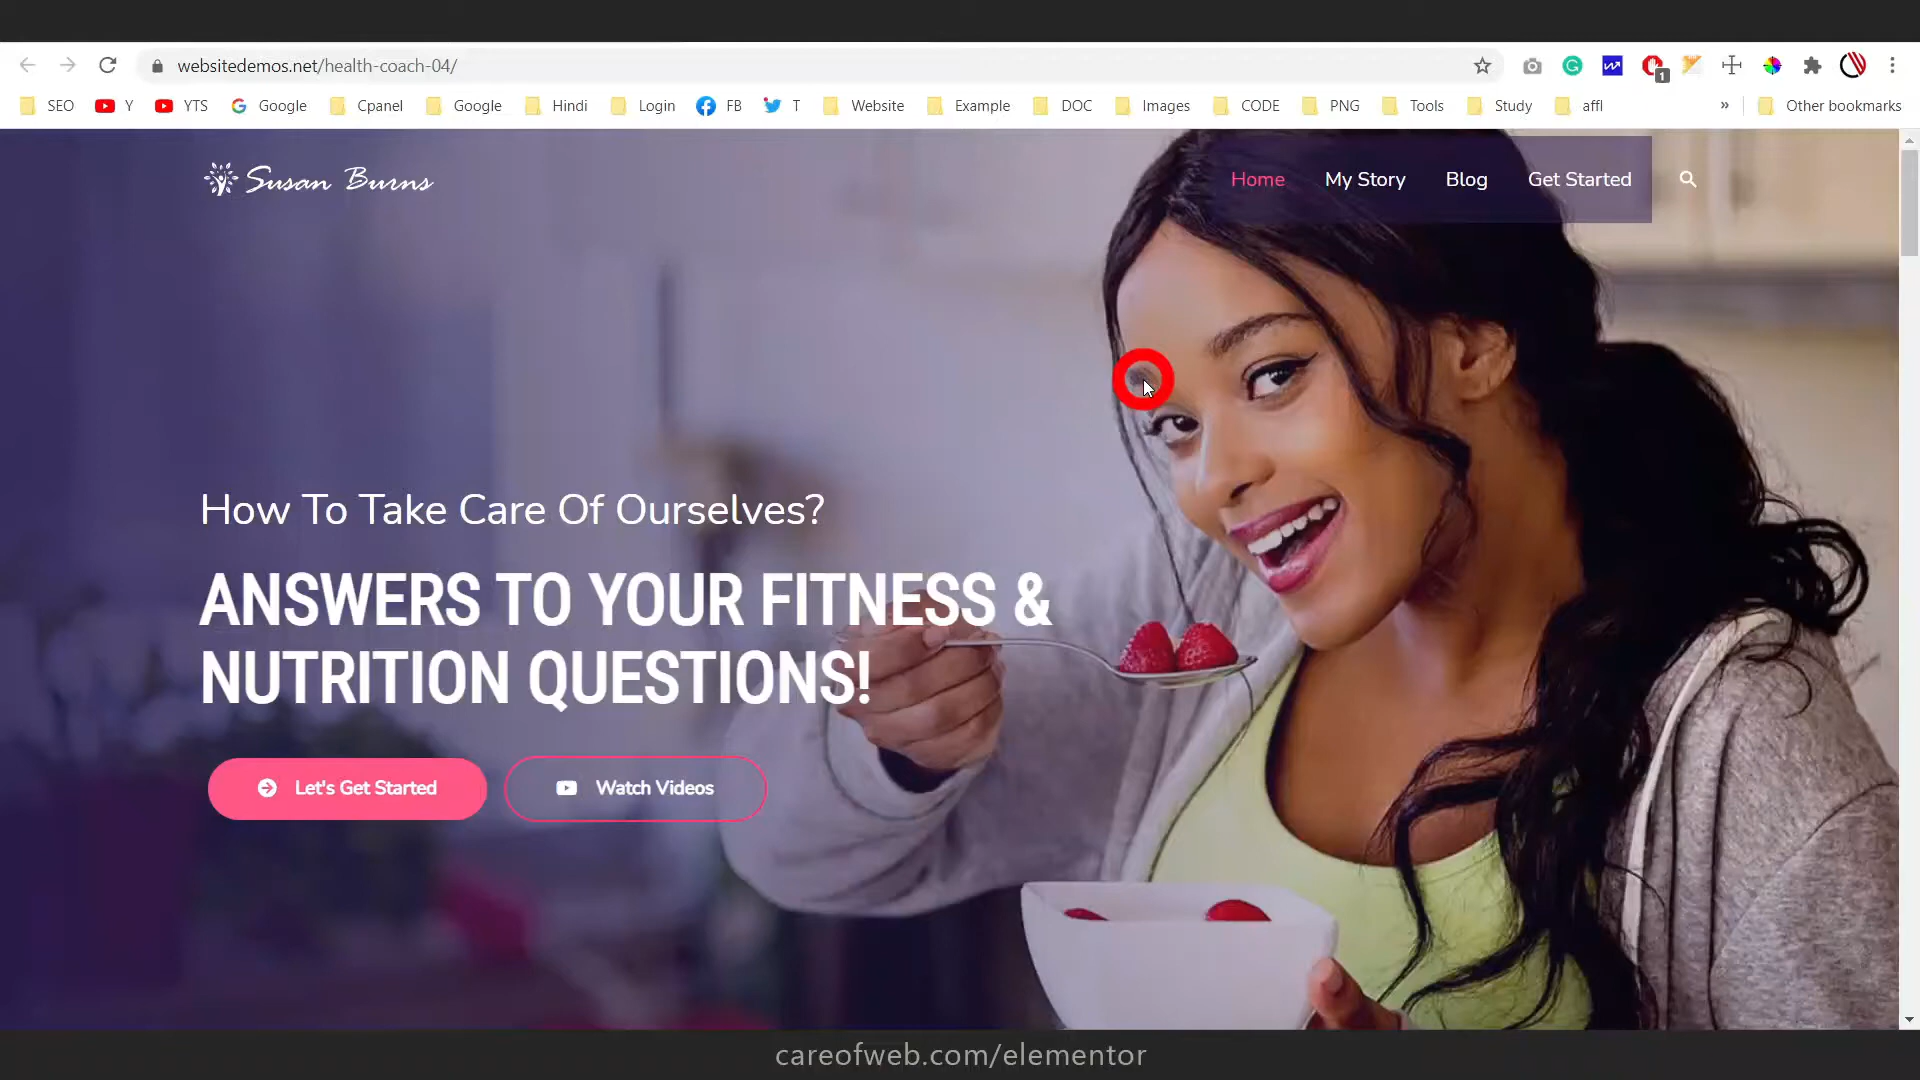 websitedemos.net/health-coach-04/
1
SEO Y YTS Google Cpanel Google Hindi Login FB T Website Example DOC Images CODE PNG Tools Study affl » Other bookmarks
Susan Burns
Home My Story Blog Get Started
How To Take Care Of Ourselves?
ANSWERS TO YOUR FITNESS &
NUTRITION QUESTIONS!
Let's Get Started Watch Videos
careofweb.com/elementor